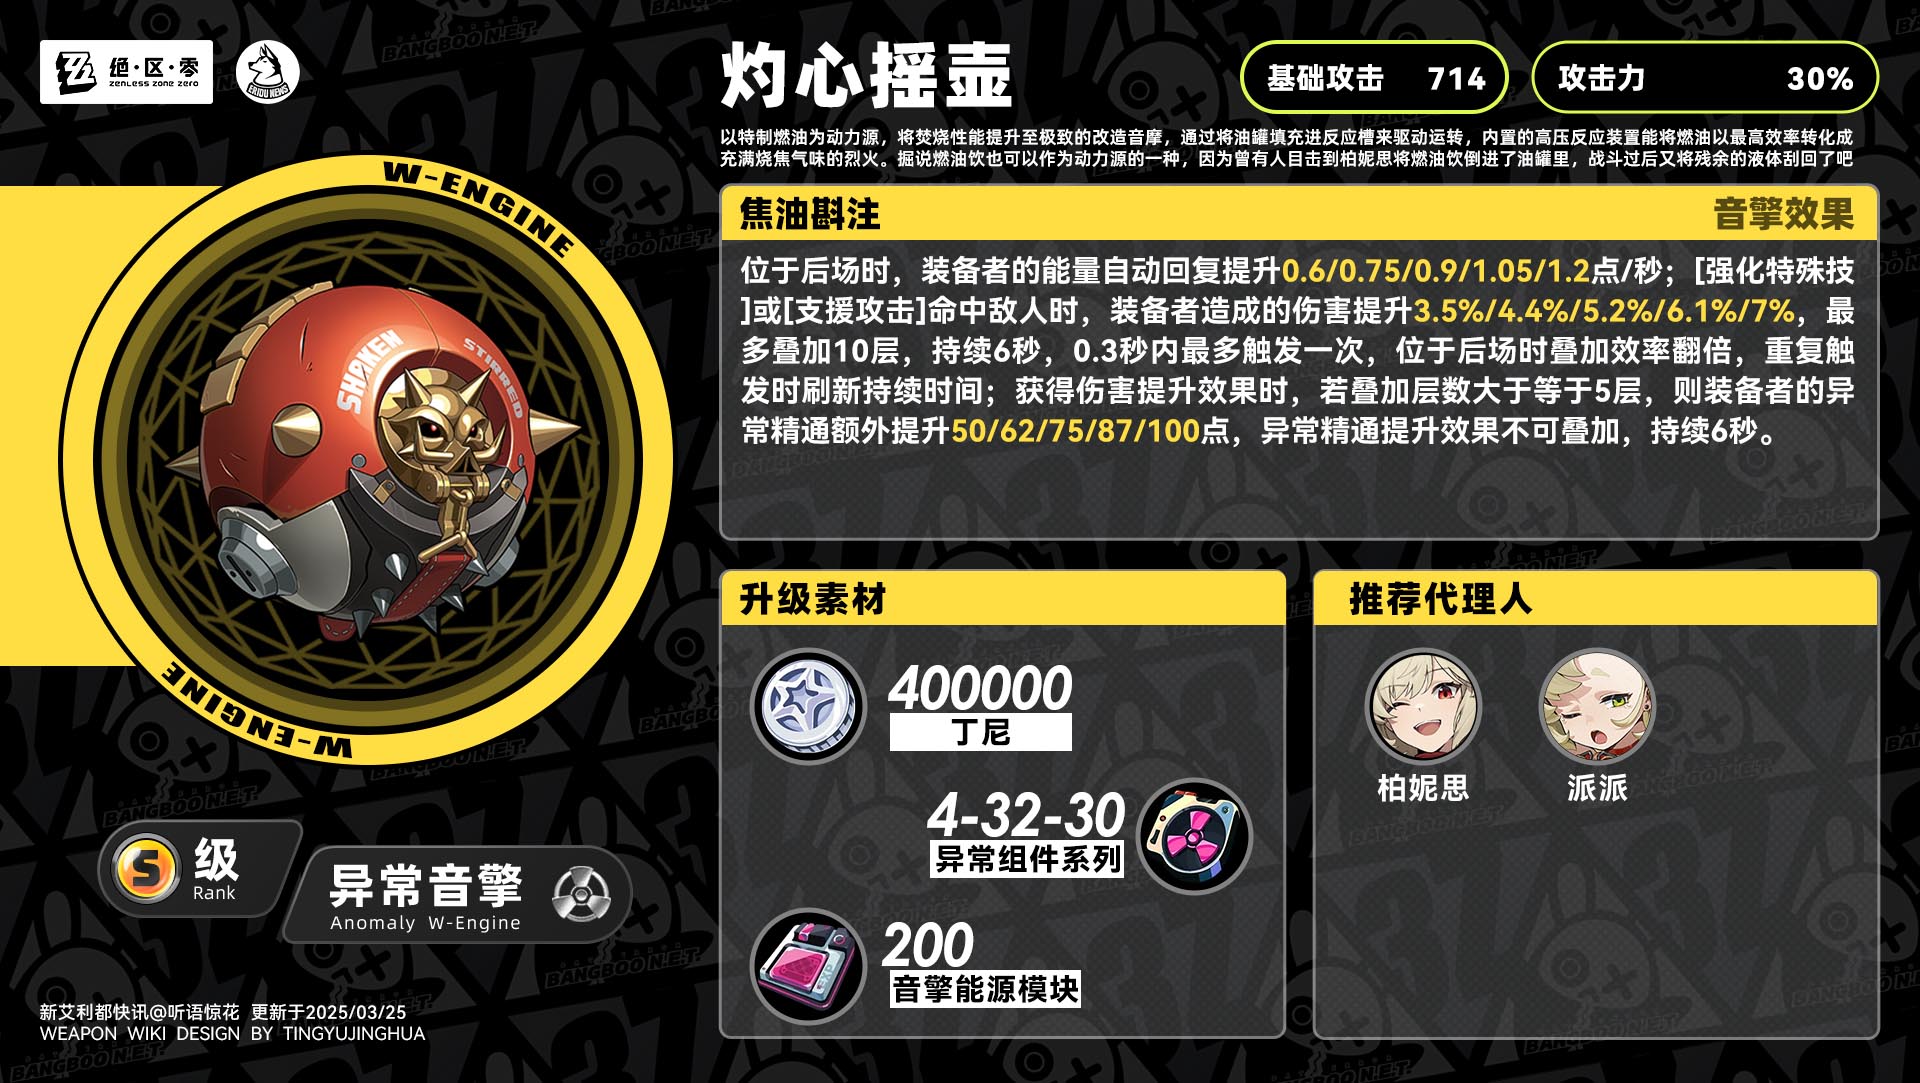 绝·区·零
ZENLESS ZONE ZERO
ERIDU NEWS
灼心摇壶
基础攻击 714
攻击力 30%
以特制燃油为动力源，将焚烧性能提升至极致的改造音摩，通过将油罐填充进反应槽来驱动运转，内置的高压反应装置能将燃油以最高效率转化成
充满烧焦气味的烈火。据说燃油饮也可以作为动力源的一种，因为曾有人目击到柏妮思将燃油饮倒进了油罐里，战斗过后又将残余的液体刮回了吧
W-ENGINE
SHAKEN
STIRRED
W-ENGINE
焦油斟注 音擎效果
位于后场时，装备者的能量自动回复提升0.6/0.75/0.9/1.05/1.2点/秒；[强化特殊技
]或[支援攻击]命中敌人时，装备者造成的伤害提升3.5%/4.4%/5.2%/6.1%/7%，最
多叠加10层，持续6秒，0.3秒内最多触发一次，位于后场时叠加效率翻倍，重复触
发时刷新持续时间；获得伤害提升效果时，若叠加层数大于等于5层，则装备者的异
常精通额外提升50/62/75/87/100点，异常精通提升效果不可叠加，持续6秒。
升级素材
400000
丁尼
4-32-30
异常组件系列
200
音擎能源模块
推荐代理人
柏妮思 派派
S 级
Rank
异常音擎
Anomaly W-Engine
新艾利都快讯@听语惊花 更新于2025/03/25
WEAPON WIKI DESIGN BY TINGYUJINGHUA
BANGBOO N.E.T.